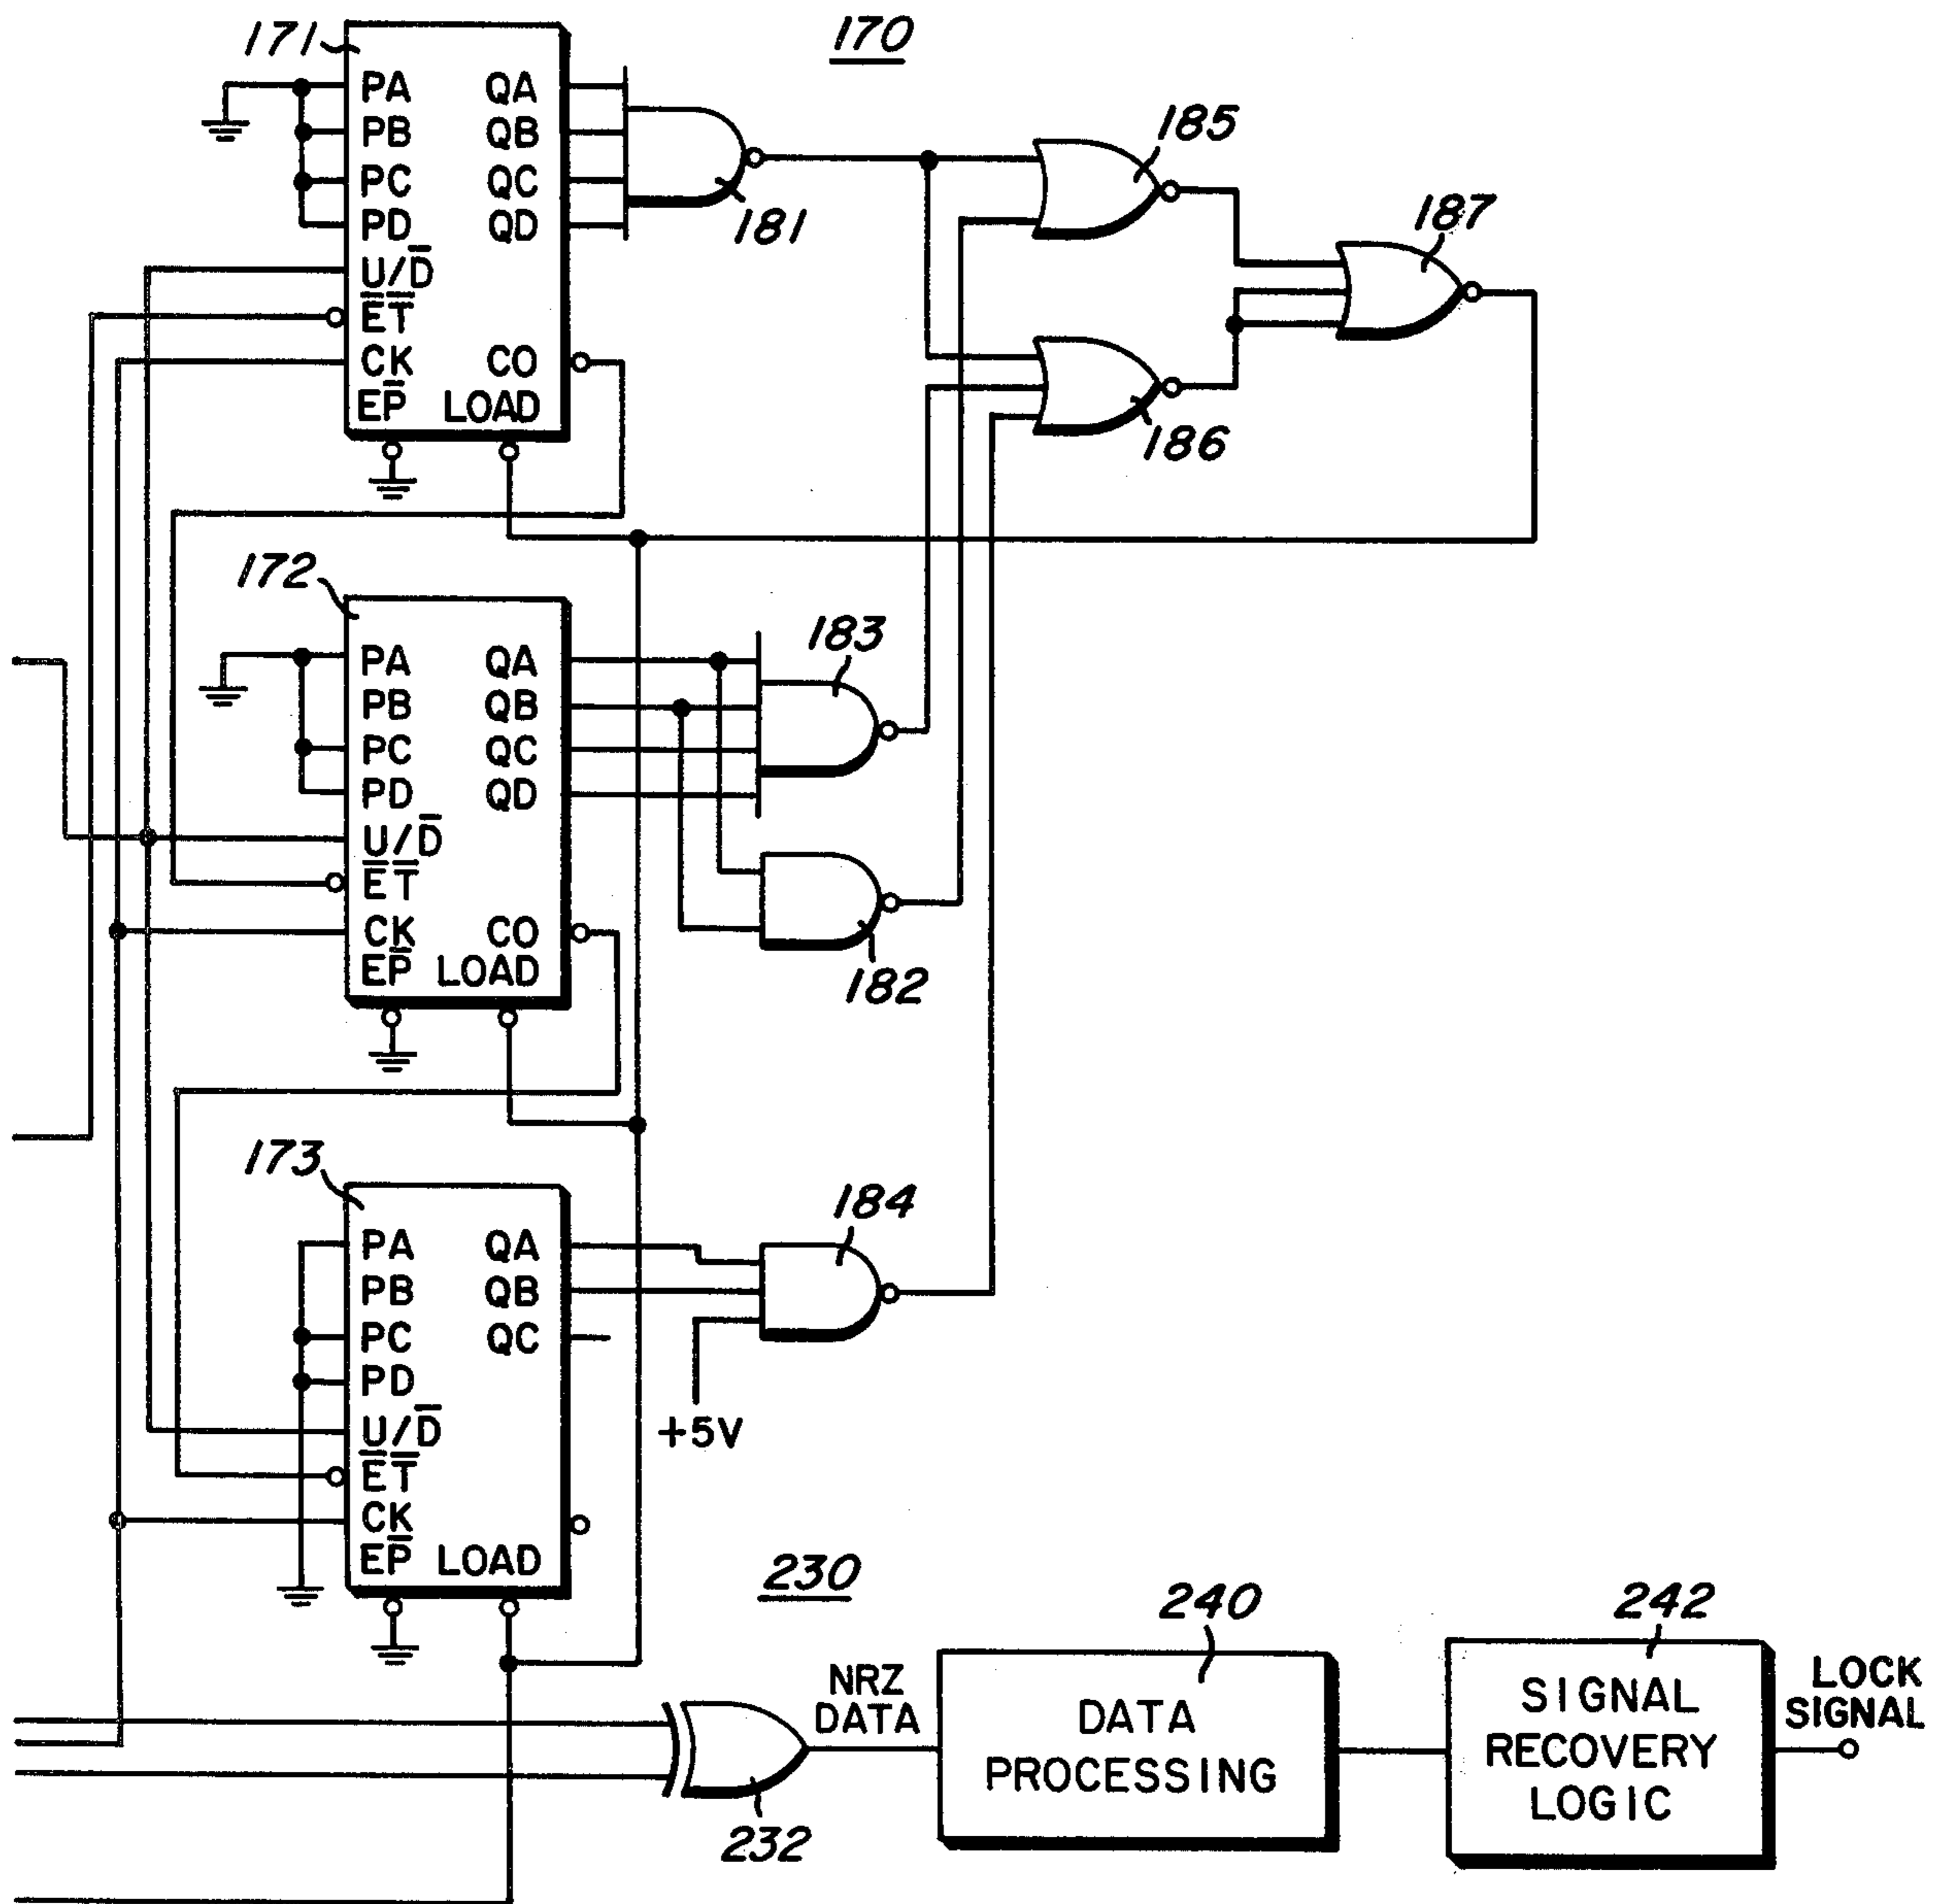 170
171
PA QA
PB QB
PC QC
PD QD
U/D̅
E̅T̅
CK CO
EP̅ LOAD
181
185
187
186
172
PA QA
PB QB
PC QC
PD QD
U/D̅
E̅T̅
CK CO
EP̅ LOAD
183
182
173
PA QA
PB QB
PC QC
PD
U/D̅
E̅T̅
CK
EP̅ LOAD
184
+5V
230
232
NRZ
DATA
240
DATA
PROCESSING
242
SIGNAL
RECOVERY
LOGIC
LOCK
SIGNAL